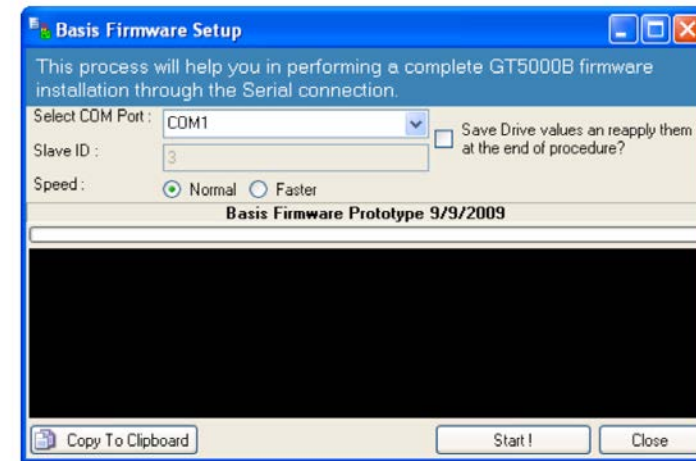 Basis Firmware Setup
This process will help you in performing a complete GT5000B firmware
installation through the Serial connection.
Select COM Port :
COM1
Save Drive values an reapply them
at the end of procedure?
Slave ID :
3
Speed :
Normal
Faster
Basis Firmware Prototype 9/9/2009
Copy To Clipboard
Start !
Close